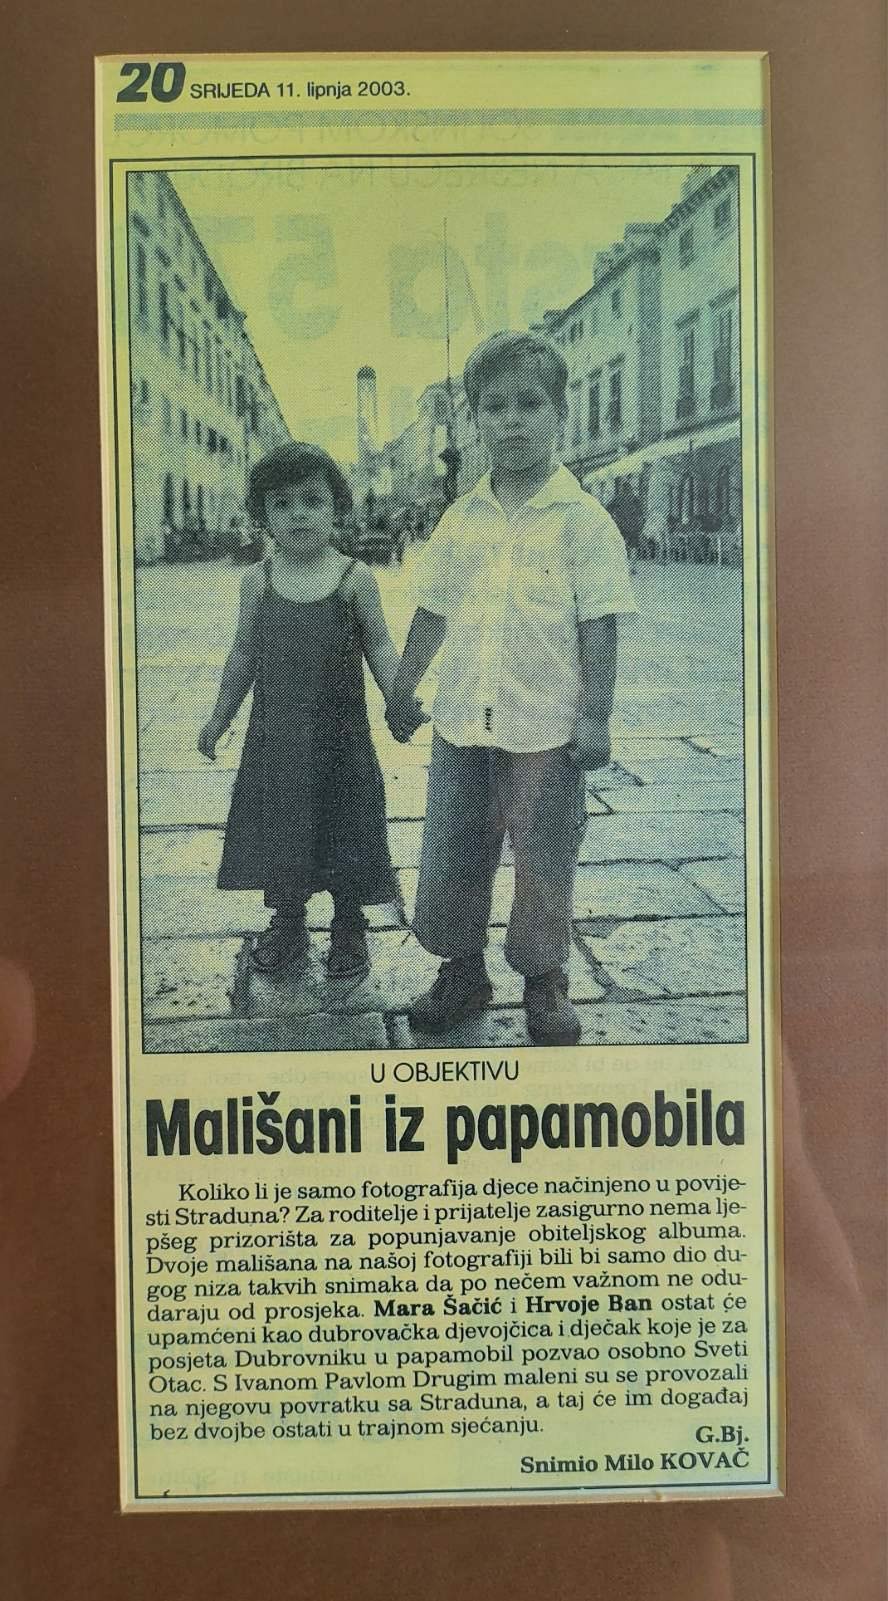 20 SRIJEDA 11. lipnja 2003.
U OBJEKTIVU
Mališani iz papamobila
Koliko li je samo fotografija djece načinjeno u povije-
sti Straduna? Za roditelje i prijatelje zasigurno nema lje-
pšeg prizorišta za popunjavanje obiteljskog albuma.
Dvoje mališana na našoj fotografiji bili bi samo dio du-
gog niza takvih snimaka da po nečem važnom ne odu-
daraju od prosjeka. Mara Šačić i Hrvoje Ban ostat će
upamćeni kao dubrovačka djevojčica i dječak koje je za
posjeta Dubrovniku u papamobil pozvao osobno Sveti
Otac. S Ivanom Pavlom Drugim maleni su se provozali
na njegovu povratku sa Straduna, a taj će im događaj
bez dvojbe ostati u trajnom sjećanju.
G.Bj.
Snimio Milo KOVAČ